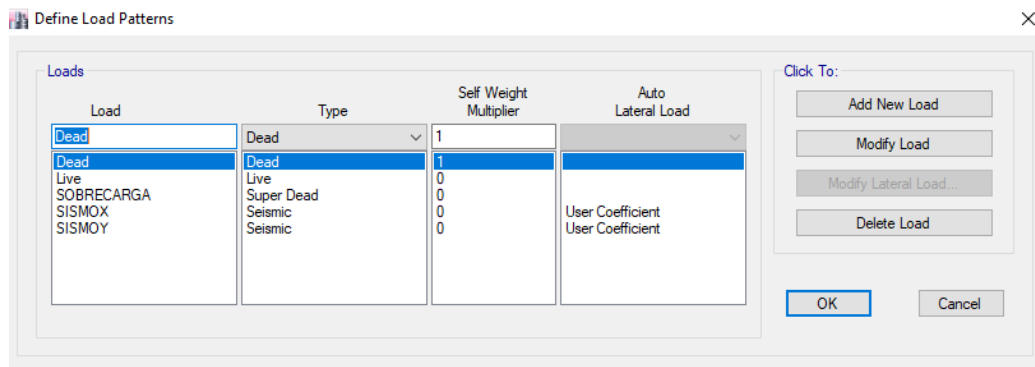 Define Load Patterns
Loads
Click To:
Load Type Self Weight Multiplier Auto Lateral Load
Dead Dead 1
Dead Dead 1
Live Live 0
SOBRECARGA Super Dead 0
SISMOX Seismic 0 User Coefficient
SISMOY Seismic 0 User Coefficient
Add New Load
Modify Load
Modify Lateral Load...
Delete Load
OK Cancel